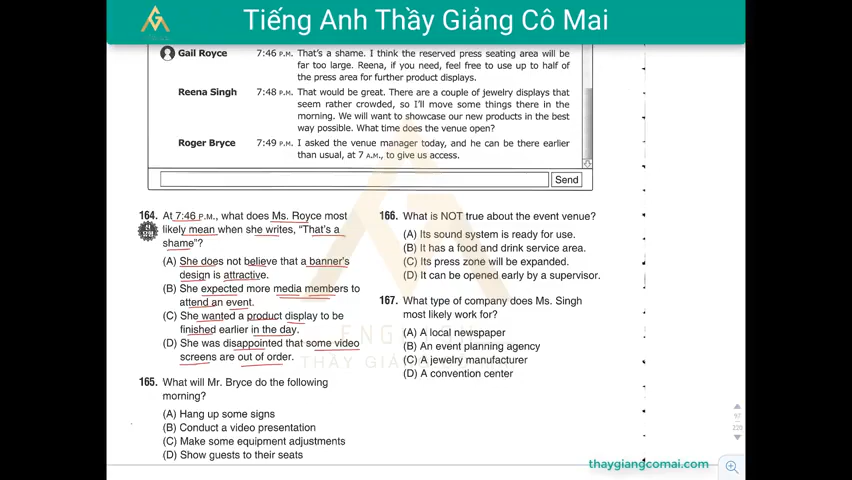 Tiếng Anh Thầy Giảng Cô Mai
Gail Royce 7:46 P.M. That's a shame. I think the reserved press seating area will be
far too large. Reena, if you need, feel free to use up to half of
the press area for further product displays.
Reena Singh 7:48 P.M. That would be great. There are a couple of jewelry displays that
seem rather crowded, so I'll move some things there in the
morning. We will want to showcase our new products in the best
way possible. What time does the venue open?
Roger Bryce 7:49 P.M. I asked the venue manager today, and he can be there earlier
than usual, at 7 A.M., to give us access.
Send
164. At 7:46 P.M., what does Ms. Royce most
likely mean when she writes, "That's a
shame"?
(A) She does not believe that a banner's
design is attractive.
(B) She expected more media members to
attend an event.
(C) She wanted a product display to be
finished earlier in the day.
(D) She was disappointed that some video
screens are out of order.
165. What will Mr. Bryce do the following
morning?
(A) Hang up some signs
(B) Conduct a video presentation
(C) Make some equipment adjustments
(D) Show guests to their seats
166. What is NOT true about the event venue?
(A) Its sound system is ready for use.
(B) It has a food and drink service area.
(C) Its press zone will be expanded.
(D) It can be opened early by a supervisor.
167. What type of company does Ms. Singh
most likely work for?
(A) A local newspaper
(B) An event planning agency
(C) A jewelry manufacturer
(D) A convention center
THẦY GIẢ
97
220
thaygiangcomai.com